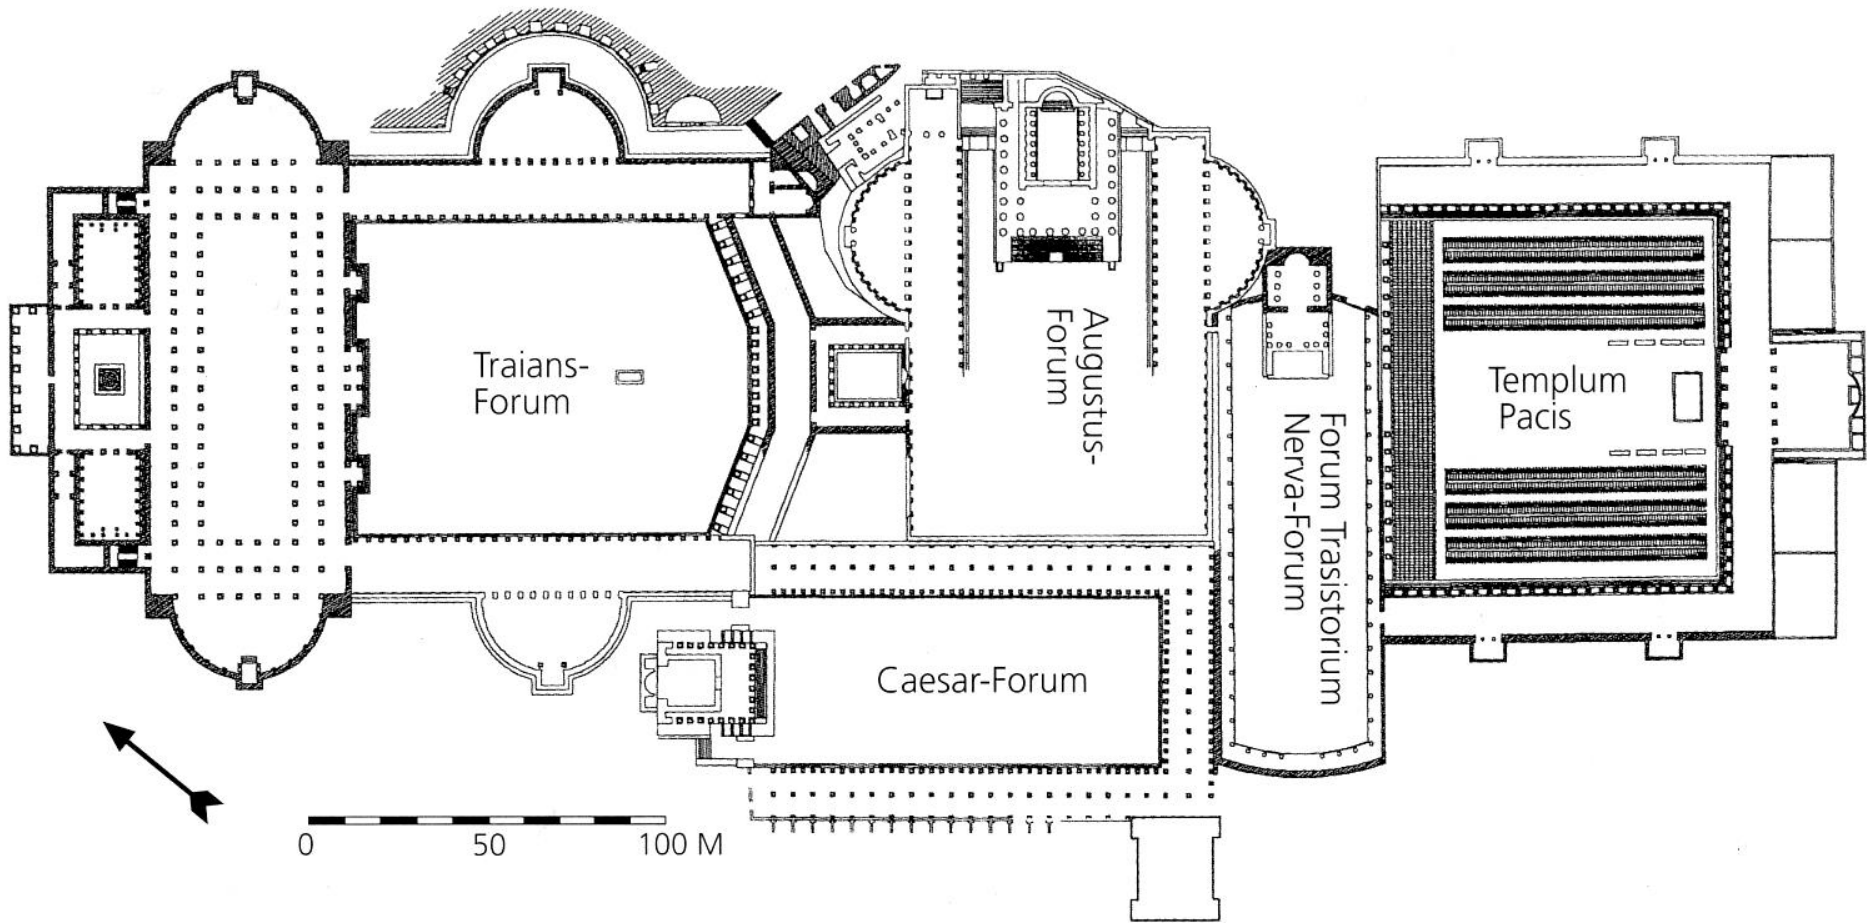 Traians-
Forum
Augustus-
Forum
Forum Trasistorium
Nerva-Forum
Templum
Pacis
Caesar-Forum
0 50 100 M